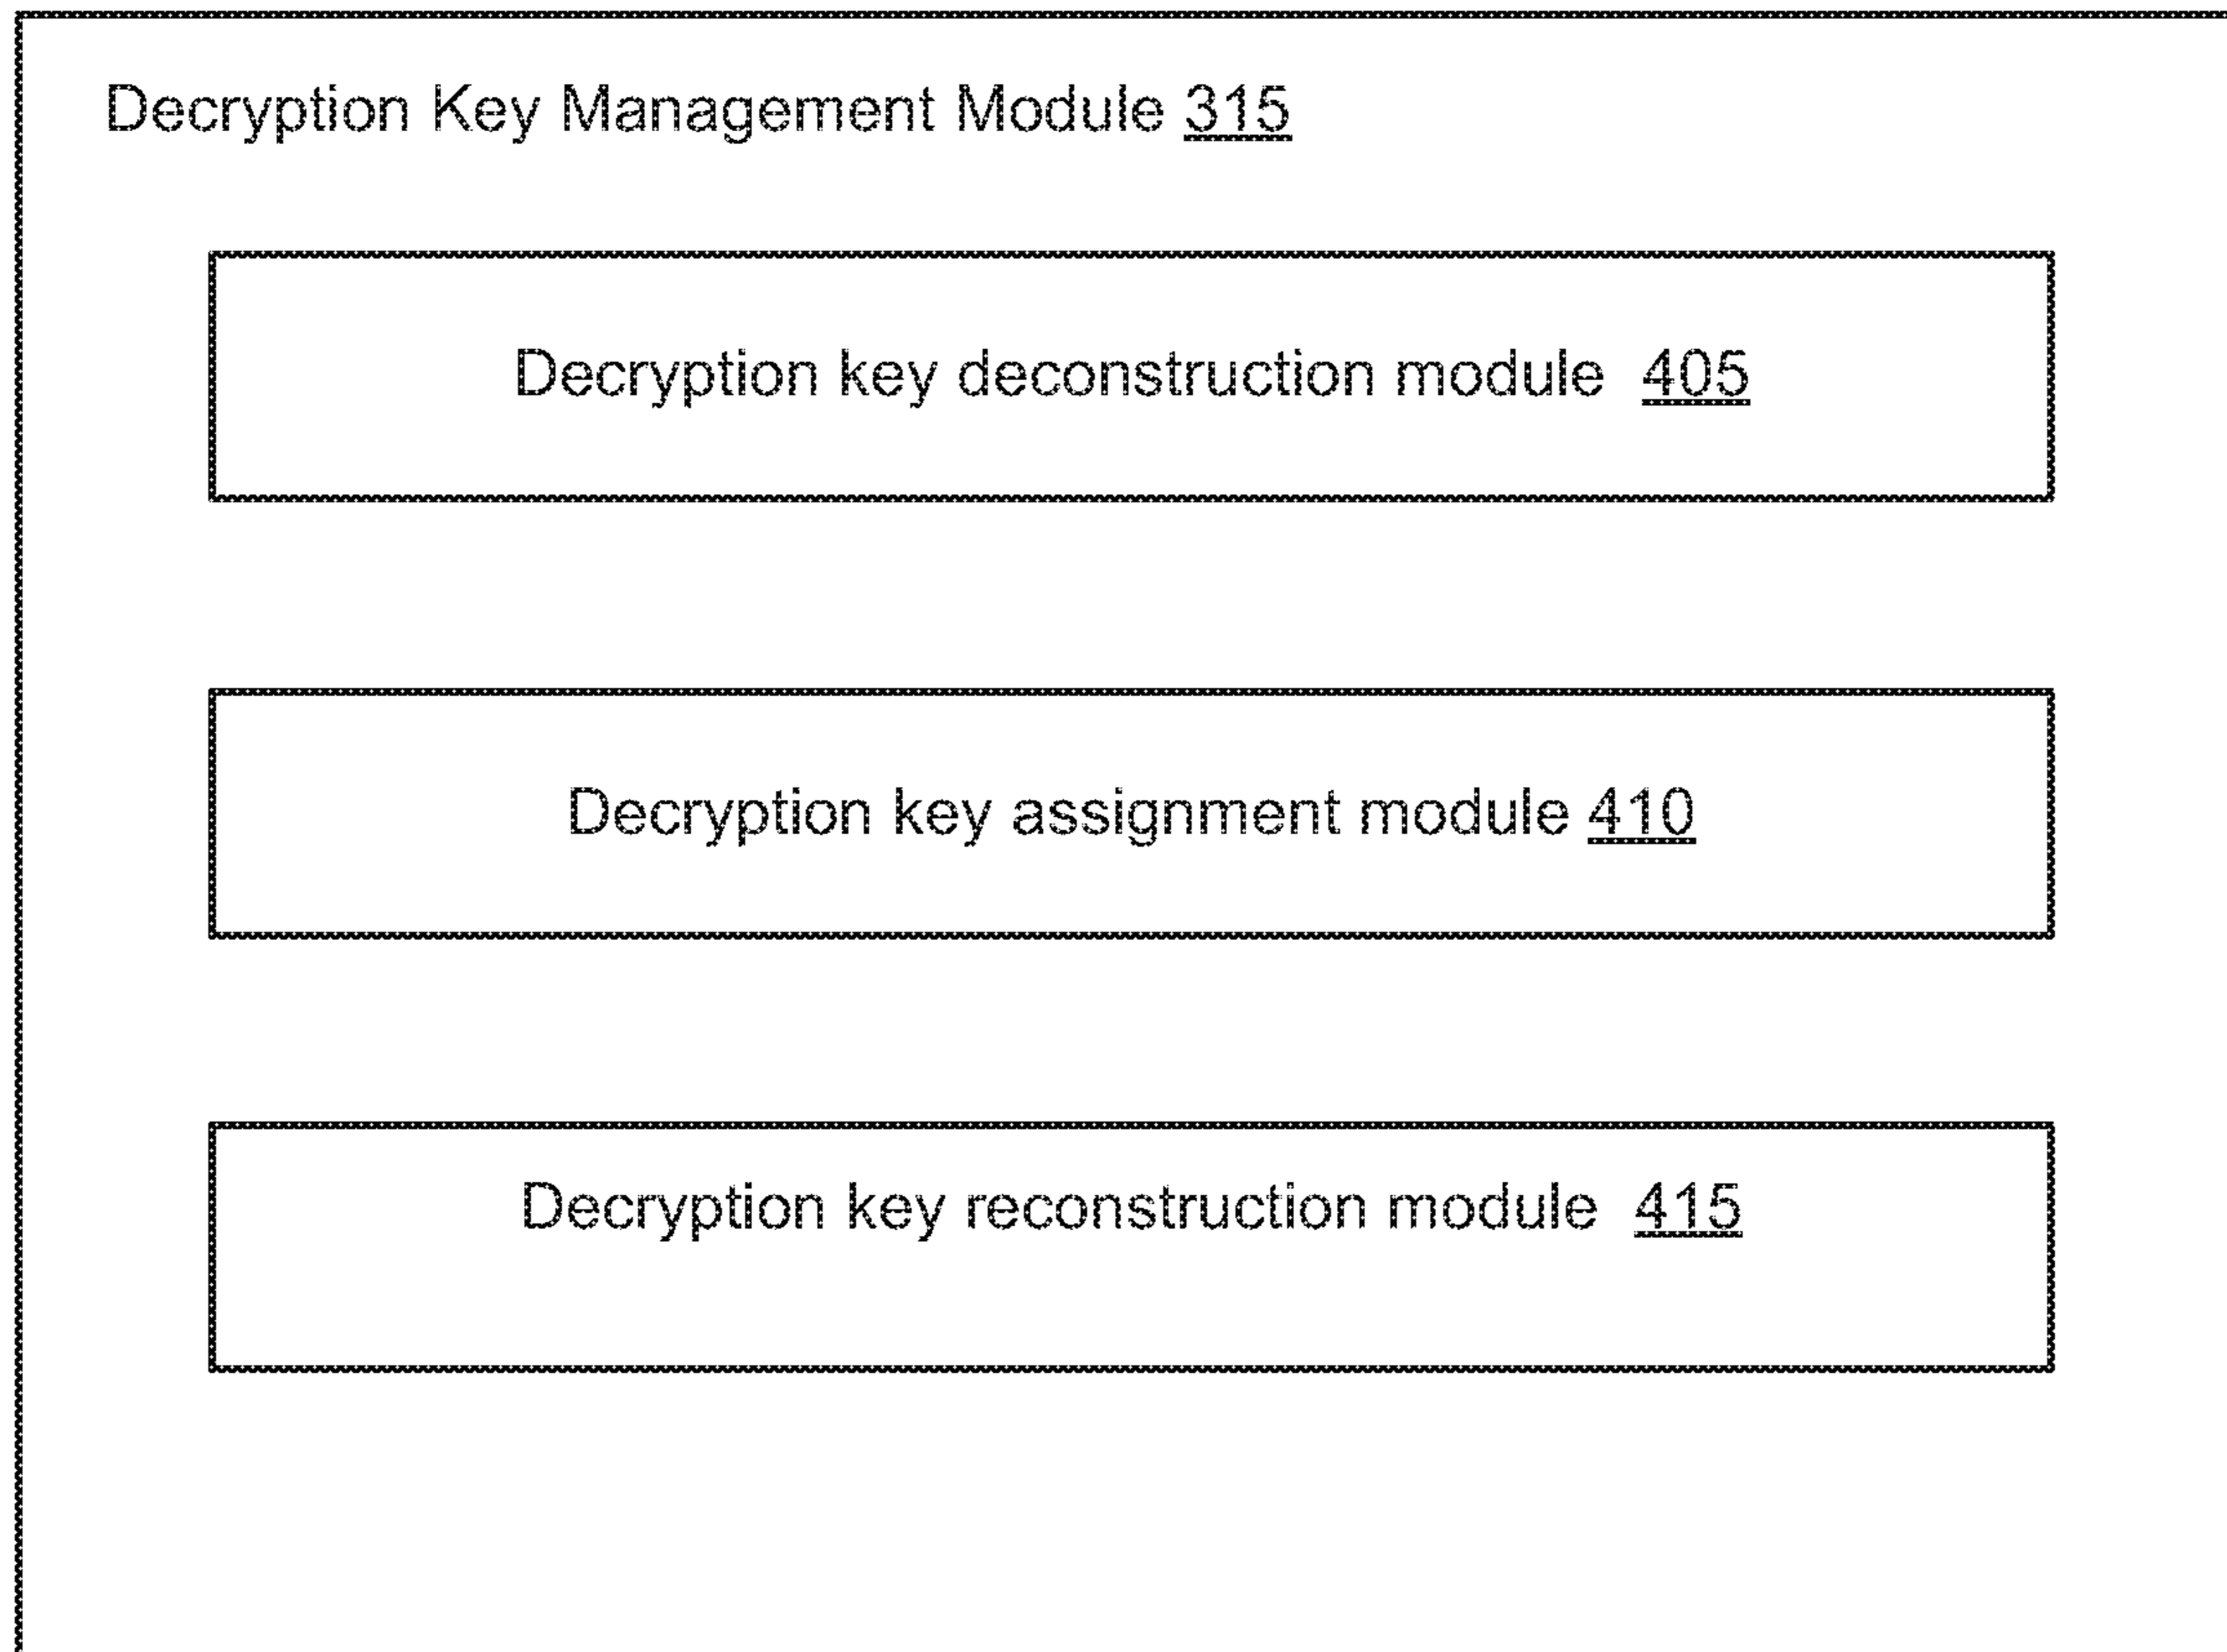 Decryption Key Management Module 315
Decryption key deconstruction module 405
Decryption key assignment module 410
Decryption key reconstruction module 415